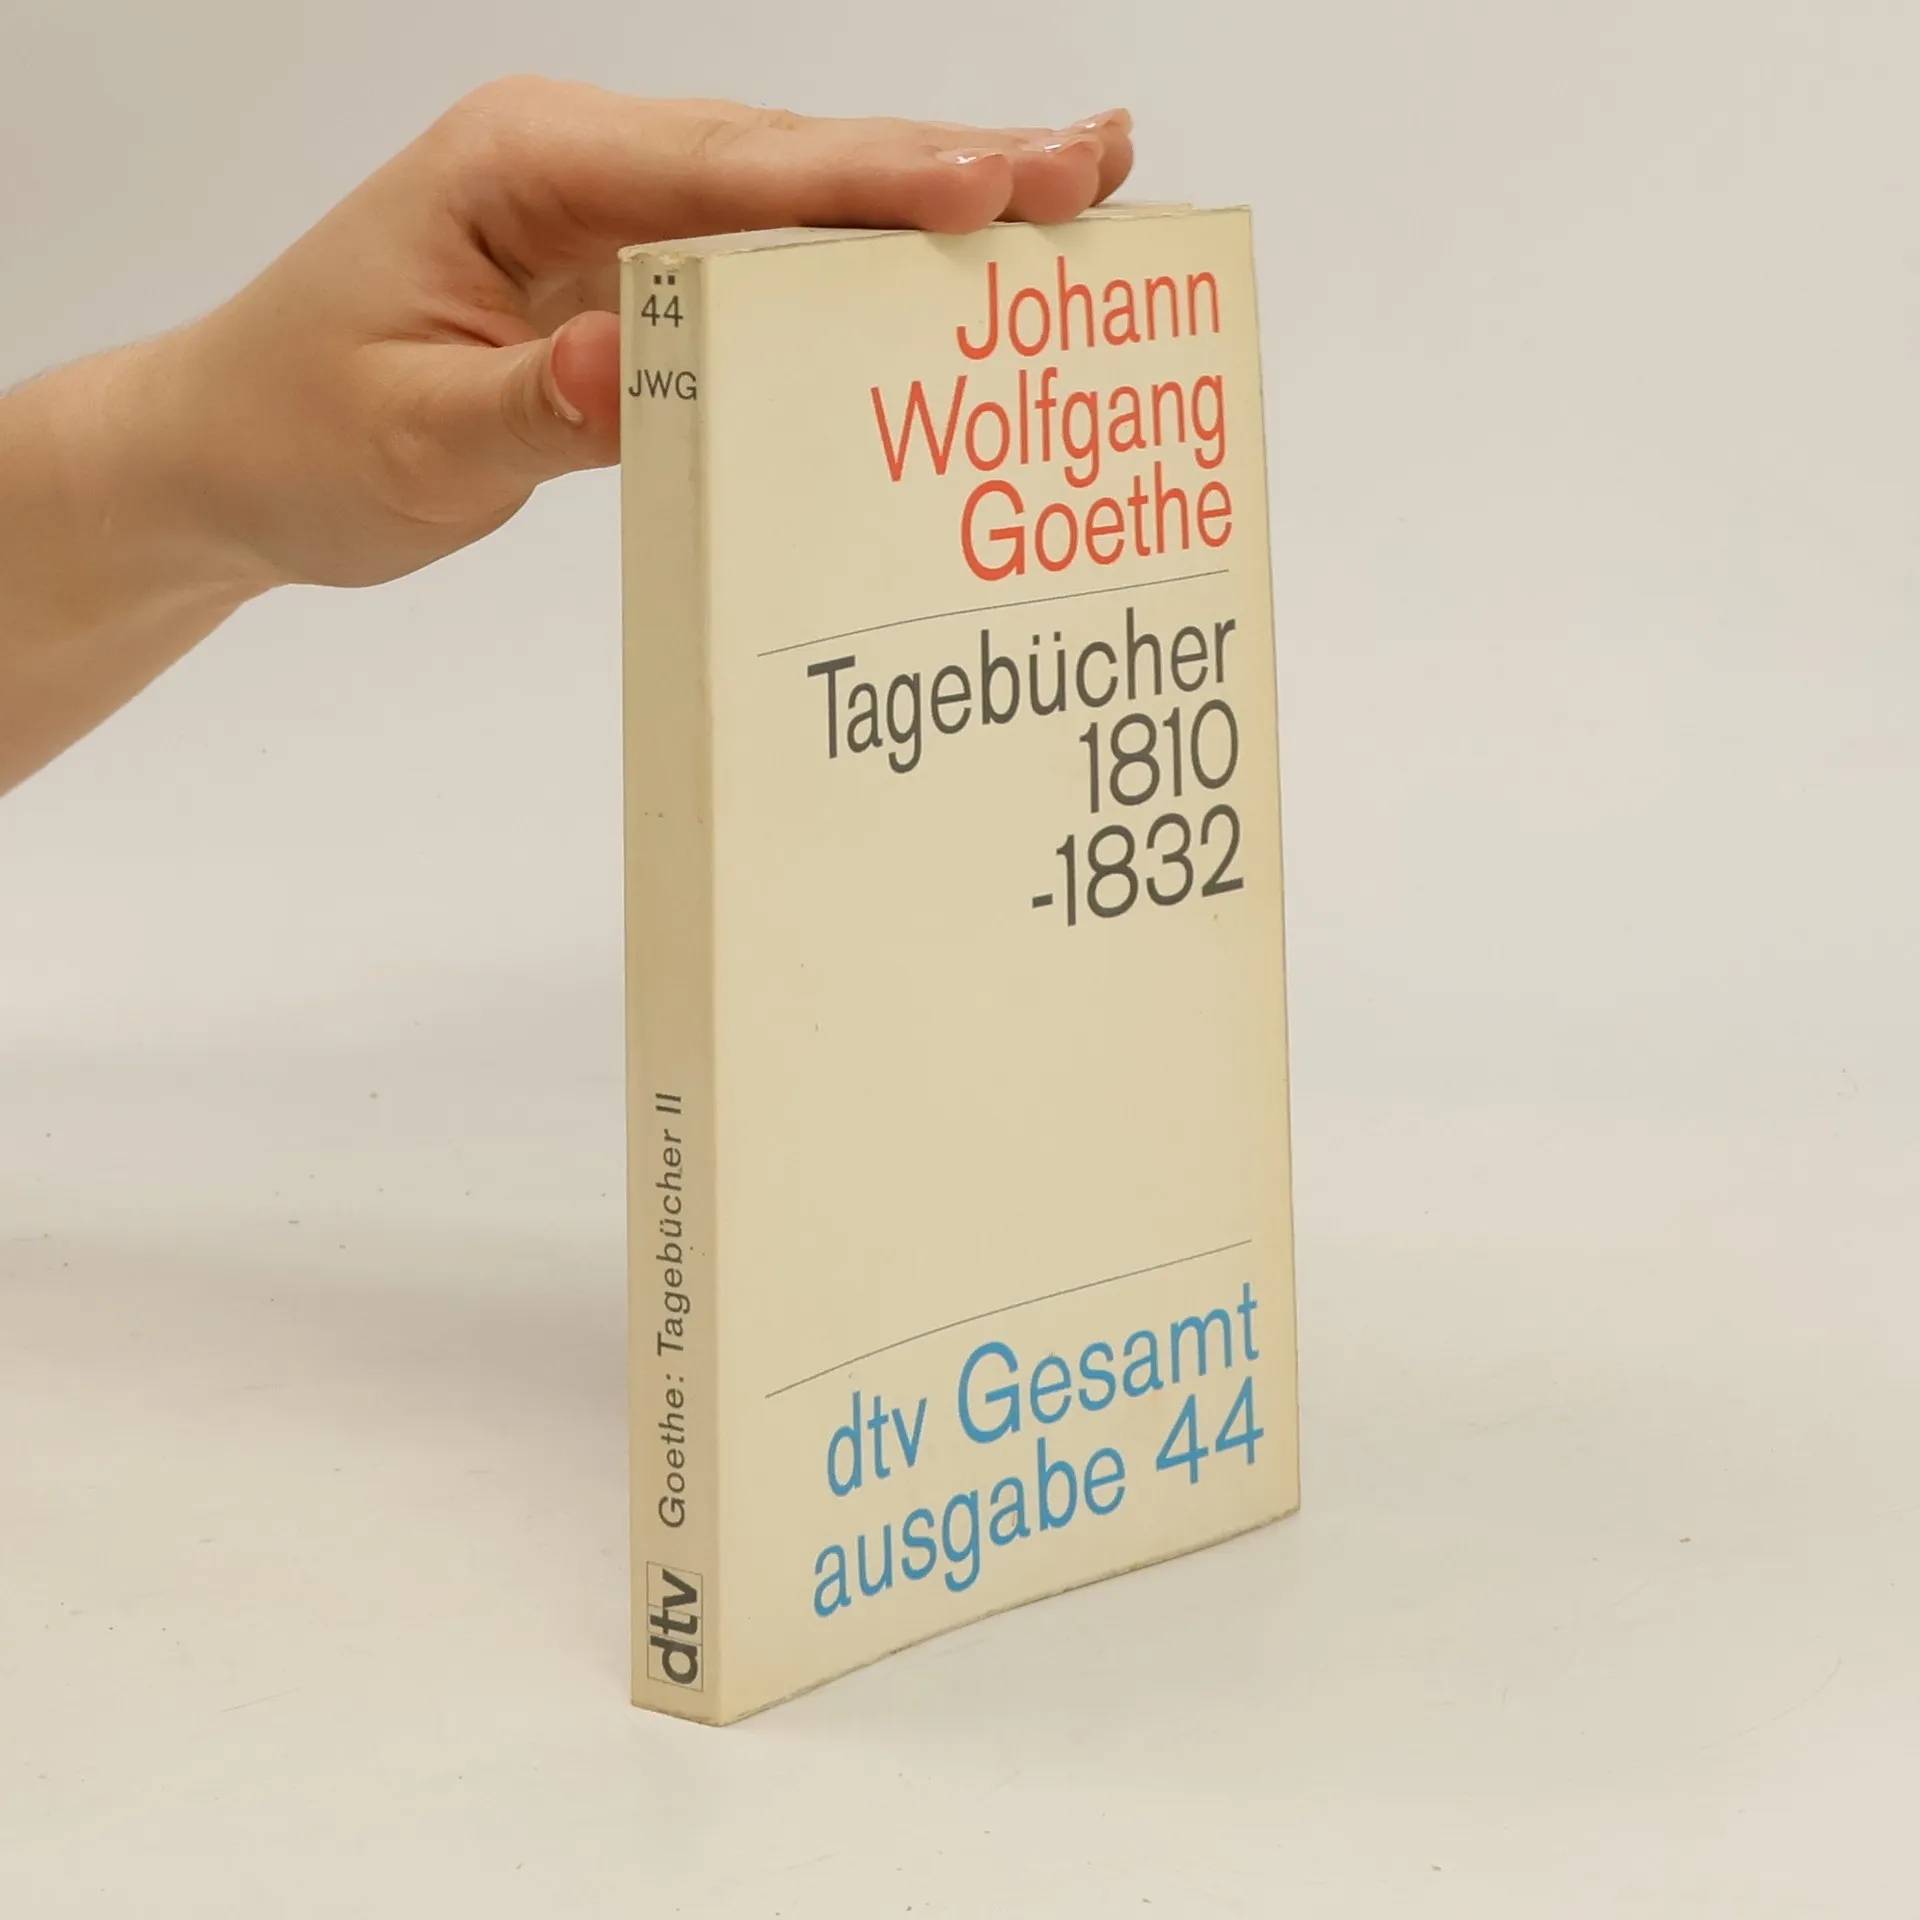 44
JWG
Goethe: Tagebücher II
dtv
Johann
Wolfgang
Goethe
Tagebücher
1810
-1832
dtv Gesamt
ausgabe 44